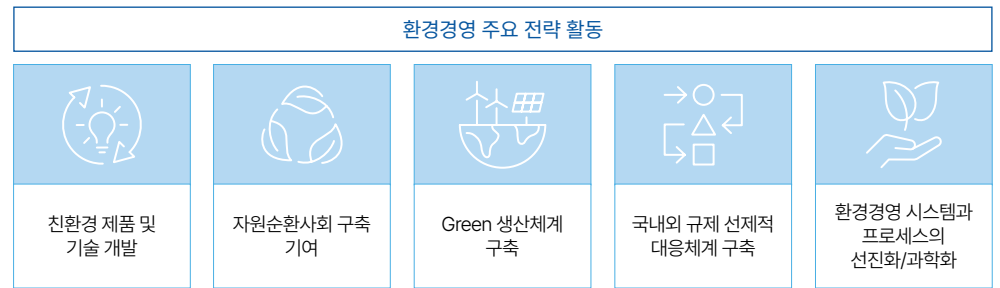 환경경영 주요 전략 활동
친환경 제품 및
기술 개발
자원순환사회 구축
기여
Green 생산체계
구축
국내외 규제 선제적
대응체계 구축
환경경영 시스템과
프로세스의
선진화/과학화